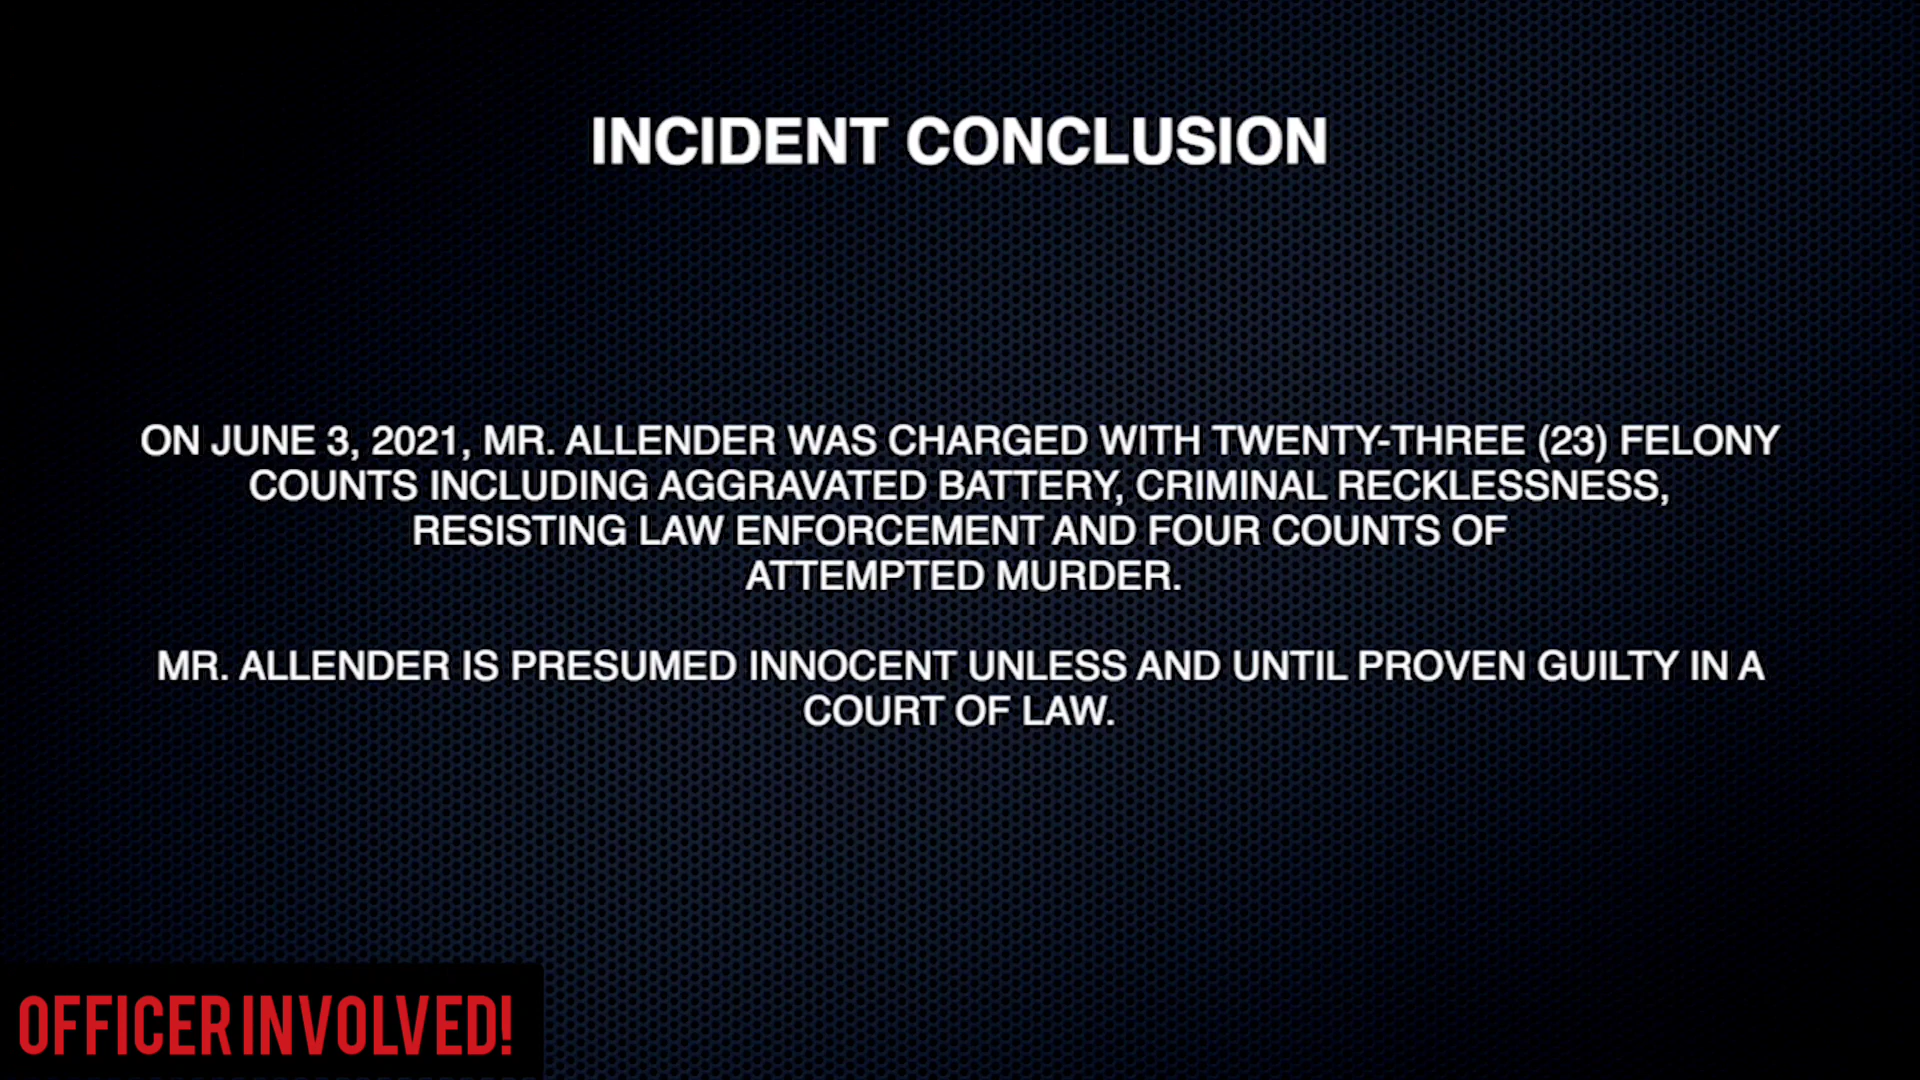 INCIDENT CONCLUSION
ON JUNE 3, 2021, MR. ALLENDER WAS CHARGED WITH TWENTY-THREE (23) FELONY
COUNTS INCLUDING AGGRAVATED BATTERY, CRIMINAL RECKLESSNESS,
RESISTING LAW ENFORCEMENT AND FOUR COUNTS OF
ATTEMPTED MURDER.
MR. ALLENDER IS PRESUMED INNOCENT UNLESS AND UNTIL PROVEN GUILTY IN A
COURT OF LAW.
OFFICER INVOLVED!